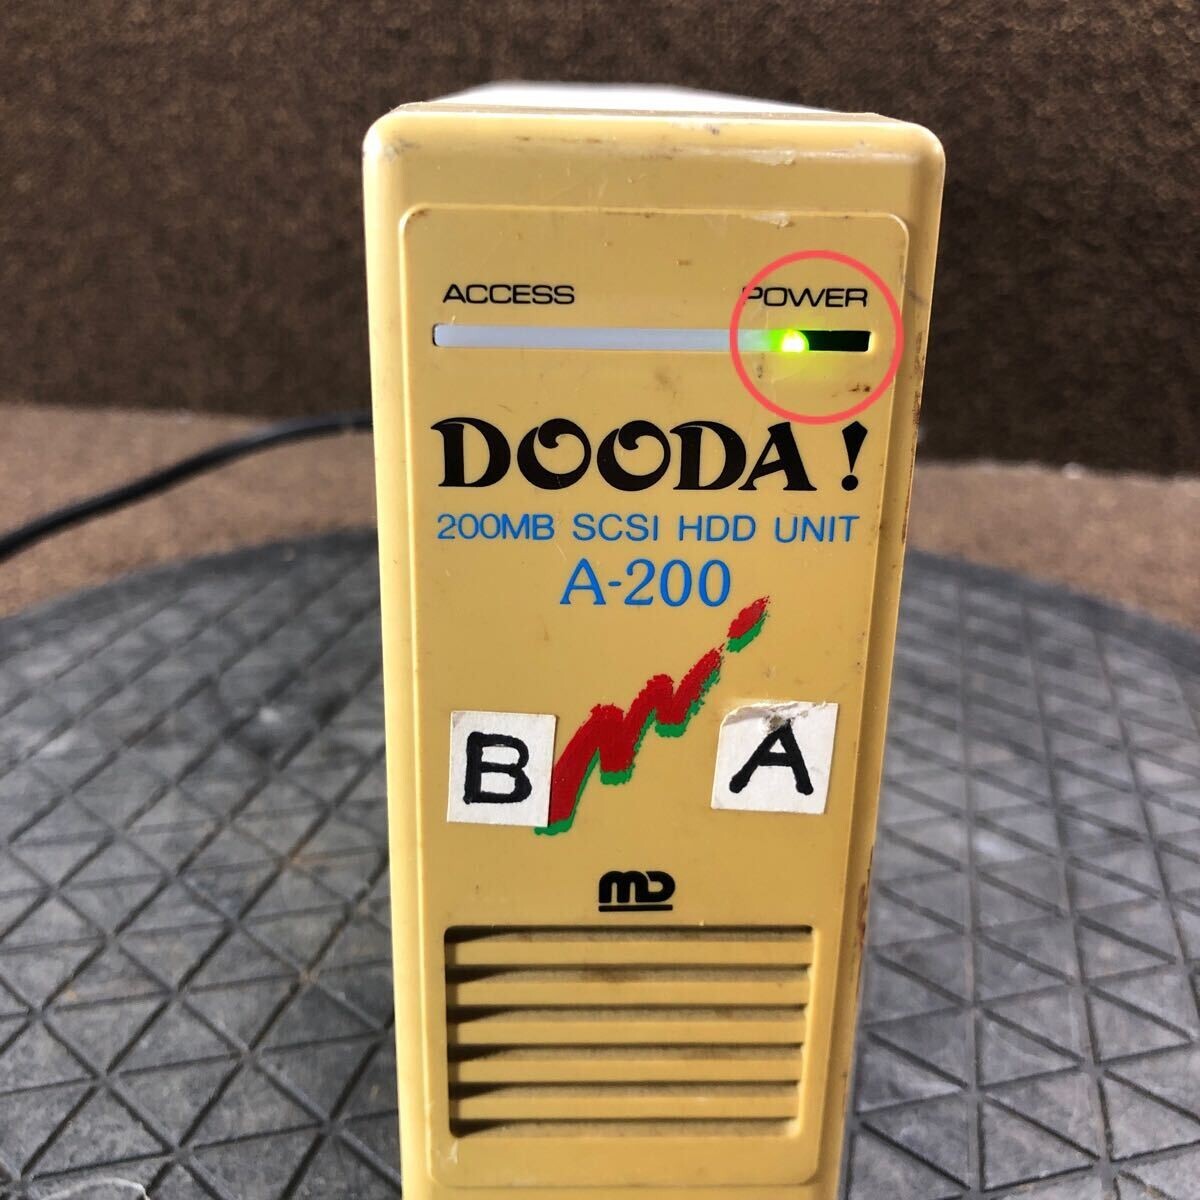 ACCESS POWER
DOODA!
200MB SCSI HDD UNIT
A-200
B A
MD